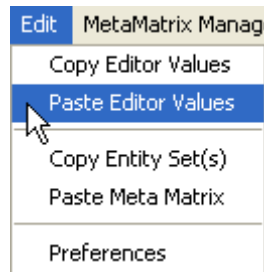 Edit MetaMatrix Manag
Copy Editor Values
Paste Editor Values
Copy Entity Set(s)
Paste Meta Matrix
Preferences